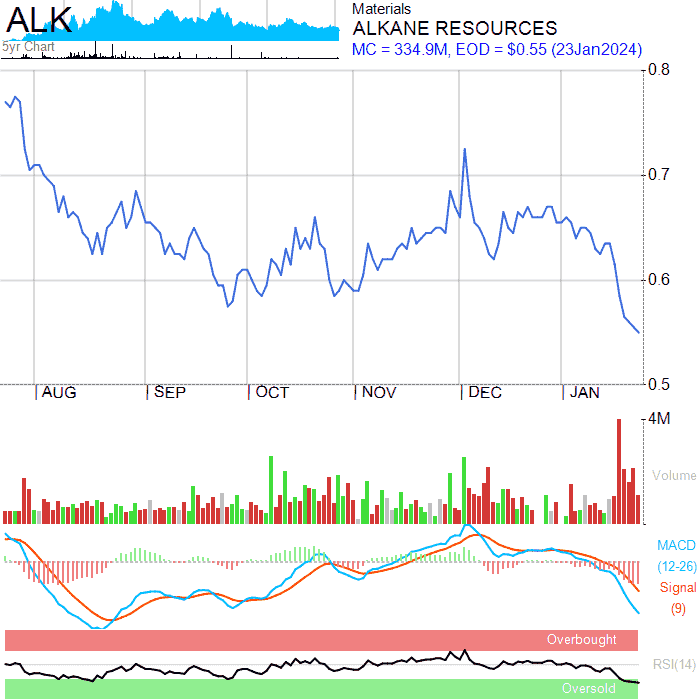 ALK
5yr Chart
Materials
ALKANE RESOURCES
MC = 334.9M, EOD = $0.55 (23Jan2024)
0.8
0.7
0.6
0.5
AUG
SEP
OCT
NOV
DEC
JAN
4M
Volume
MACD
(12-26)
Signal
(9)
Overbought
RSI(14)
Oversold